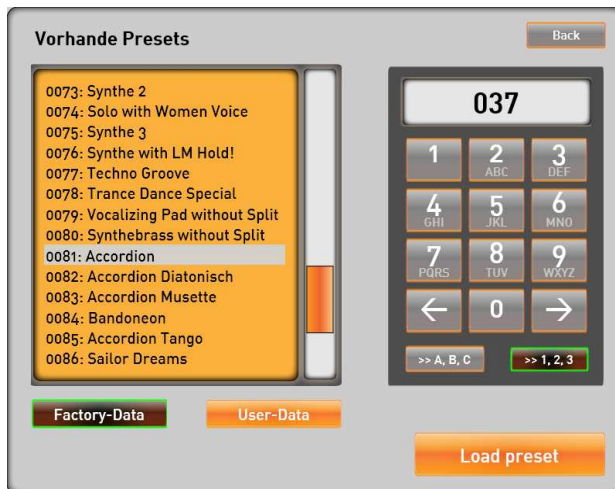 Vorhande Presets
Back
0073: Synthe 2
0074: Solo with Women Voice
0075: Synthe 3
0076: Synthe with LM Hold!
0077: Techno Groove
0078: Trance Dance Special
0079: Vocalizing Pad without Split
0080: Synthebrass without Split
0081: Accordion
0082: Accordion Diatonisch
0083: Accordion Musette
0084: Bandoneon
0085: Accordion Tango
0086: Sailor Dreams
Factory-Data
User-Data
037
1
2
ABC
3
DEF
4
GHI
5
JKL
6
MNO
7
PQRS
8
TUV
9
WXYZ
←
0
→
>> A, B, C
>> 1, 2, 3
Load preset